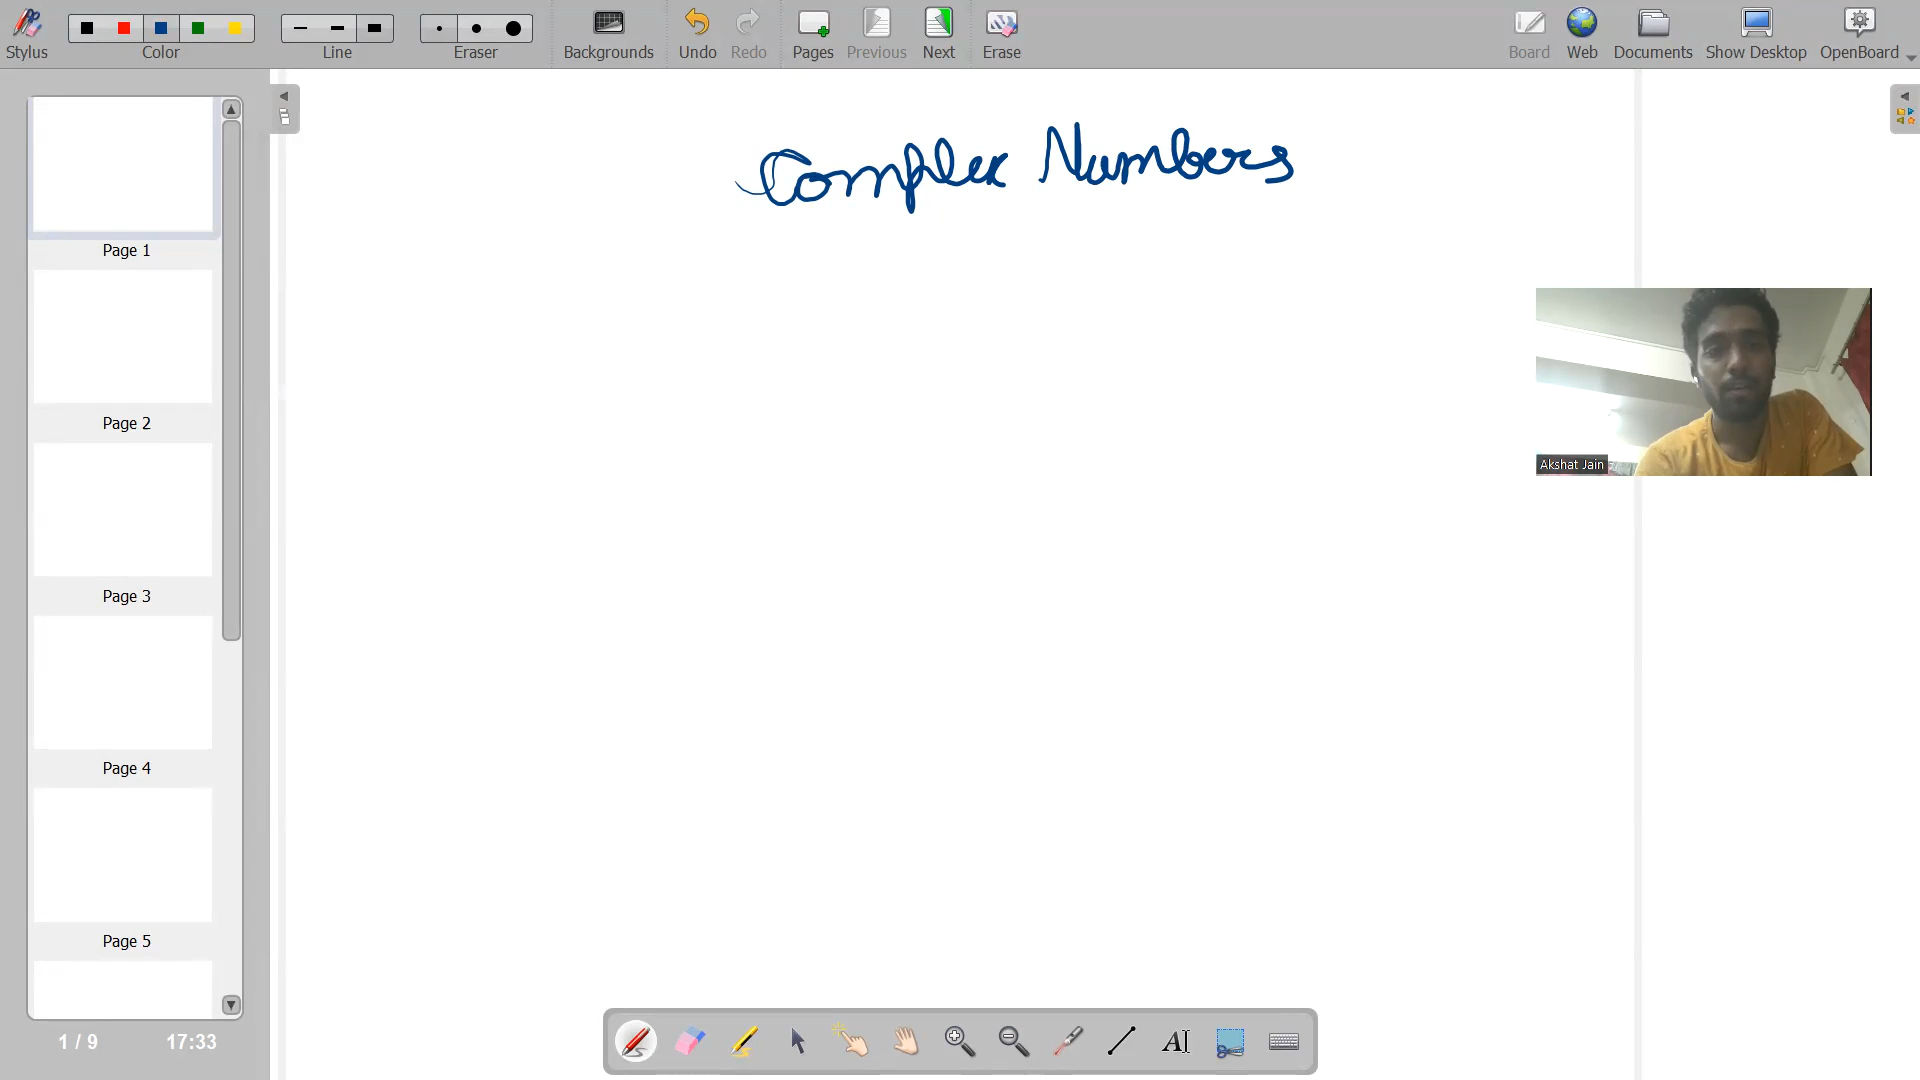 Stylus Color Line Eraser Backgrounds Undo Redo Pages Previous Next Erase Board Web Documents Show Desktop OpenBoard
Complex Numbers
Page 1
Page 2
Akshat Jain
Page 3
Page 4
Page 5
1 / 9 17:33